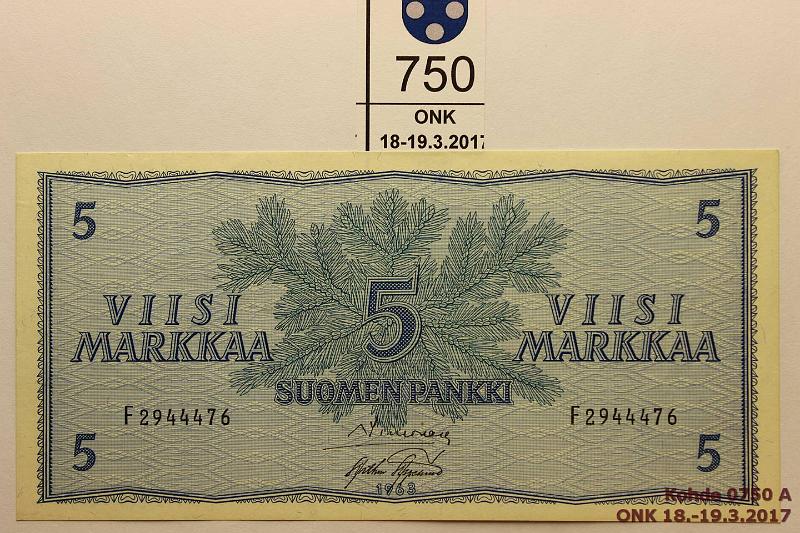 750
ONK
18-19.3.2017
5
5
VIISI
MARKKAA
5
VIISI
MARKKAA
SUOMEN PANKKI
F2944476
F2944476
5
5
1963
Kohde 0750 A
ONK 18.-19.3.2017